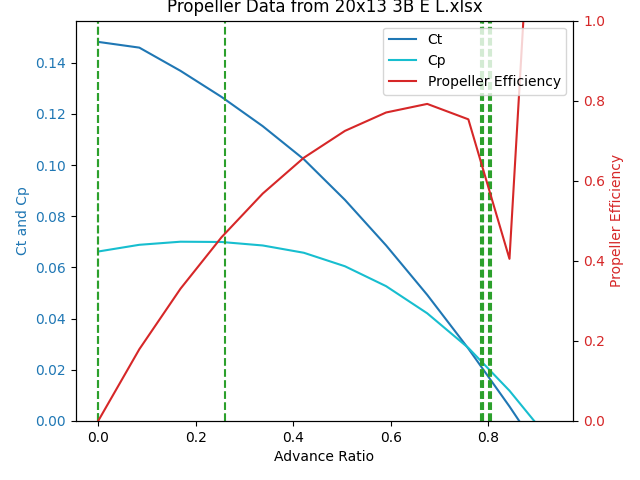 Propeller Data from 20x13 3B E L.xlsx
Ct
Cp
Propeller Efficiency
Ct and Cp
0.14
0.12
0.10
0.08
0.06
0.04
0.02
0.00
1.0
0.8
0.6
0.4
0.2
0.0
Propeller Efficiency
0.0 0.2 0.4 0.6 0.8
Advance Ratio